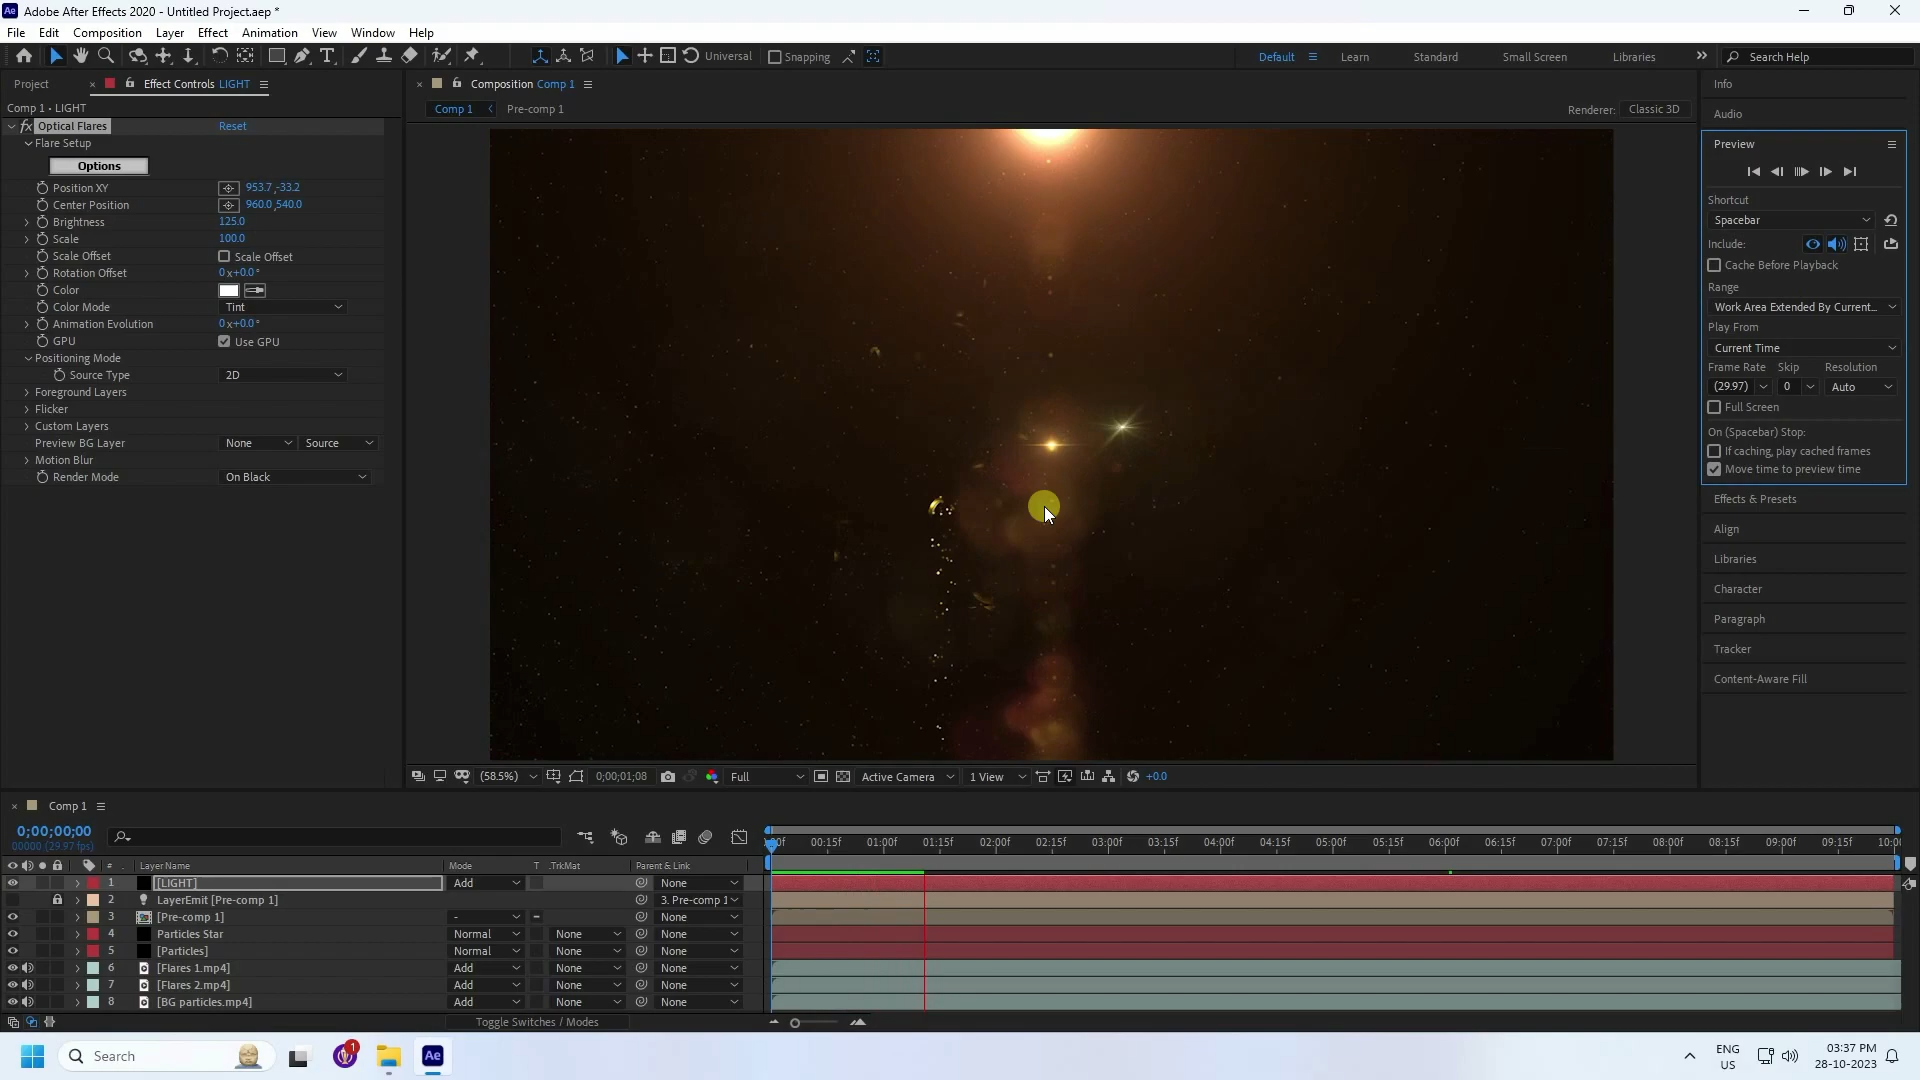 Adobe After Effects 2020 - Untitled Project.aep *
File Edit Composition Layer Effect Animation View Window Help
Universal Snapping Default Learn Standard Small Screen Libraries Search Help
Project Effect Controls LIGHT Composition Comp 1 Info
Comp 1 • LIGHT Comp 1 Pre-comp 1 Renderer: Classic 3D Audio
Optical Flares Reset
Flare Setup Preview
Options
Position XY 953.7,-33.2
Center Position 960.0,540.0 Shortcut
Brightness 125.0 Spacebar
Scale 100.0 Include:
Scale Offset Scale Offset Cache Before Playback
Rotation Offset 0x+0.0° Range
Color Work Area Extended By Current...
Color Mode Tint Play From
Animation Evolution 0x+0.0° Current Time
GPU Use GPU Frame Rate Skip Resolution
Positioning Mode (29.97) 0 Auto
Source Type 2D Full Screen
Foreground Layers On (Spacebar) Stop:
Flicker If caching, play cached frames
Custom Layers Move time to preview time
Preview BG Layer None Source
Motion Blur
Render Mode On Black
Effects & Presets
Align
Libraries
Character
Paragraph
Tracker
Content-Aware Fill
(58.5%) 0;00;01;08 Full Active Camera 1 View +0.0
Comp 1
0;00;00;00
00000 (29.97 fps)
00f 00:15f 01:00f 01:15f 02:00f 02:15f 03:00f 03:15f 04:00f 04:15f 05:00f 05:15f 06:00f 06:15f 07:00f 07:15f 08:00f 08:15f 09:00f 09:15f 10:0
# Layer Name Mode T .TrkMat Parent & Link
1 [LIGHT] Add None
2 LayerEmit [Pre-comp 1] 3. Pre-comp 1
3 [Pre-comp 1] - None
4 Particles Star Normal None None
5 [Particles] Normal None None
6 [Flares 1.mp4] Add None None
7 [Flares 2.mp4] Add None None
8 [BG particles.mp4] Add None None
Toggle Switches / Modes
Search 1 Ae ENG US 03:37 PM 28-10-2023